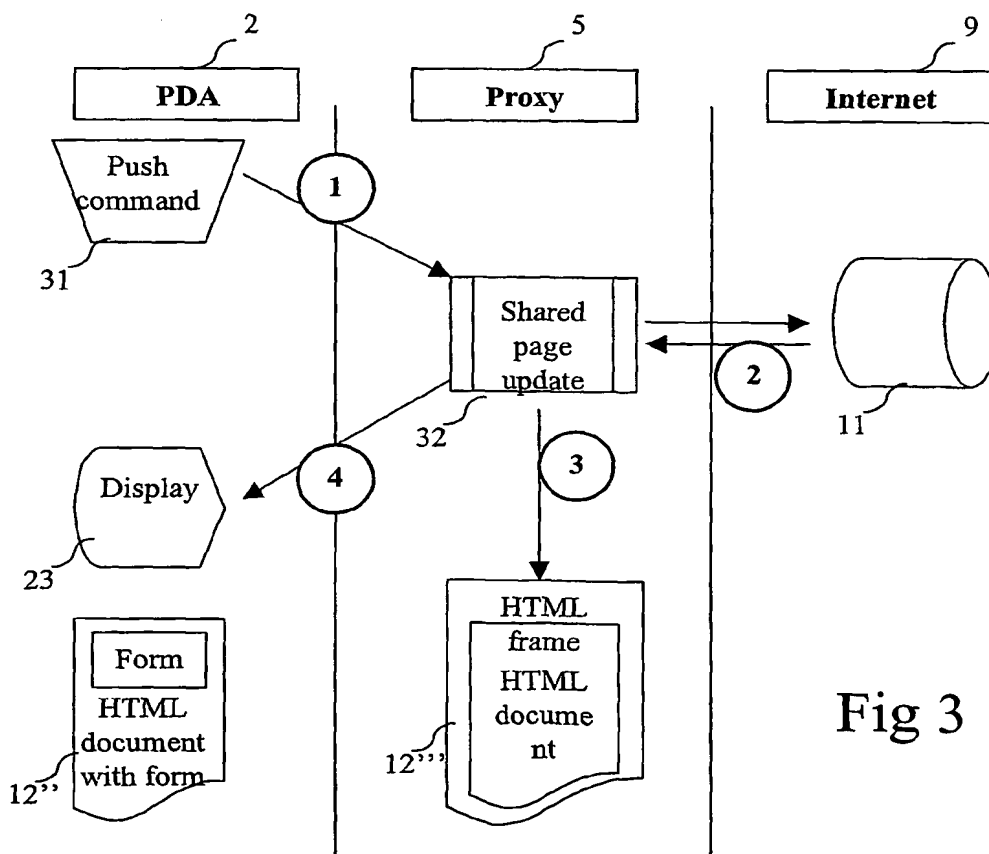 2
5
9
PDA
Proxy
Internet
Push
command
1
31
Shared
page
update
2
32
11
3
4
Display
23
HTML
frame
HTML
docume
nt
12'''
Form
HTML
document
with form
12''
Fig 3